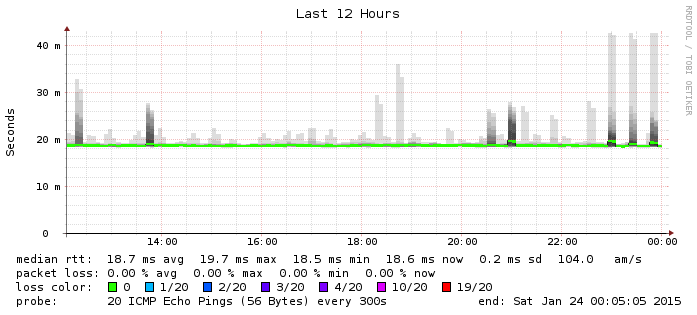 Last 12 Hours
RRDTOOL / TOBI OETIKER
Seconds
40 m
30 m
20 m
10 m
0
14:00 16:00 18:00 20:00 22:00 00:00
median rtt: 18.7 ms avg 19.7 ms max 18.5 ms min 18.6 ms now 0.2 ms sd 104.0 am/s
packet loss: 0.00 % avg 0.00 % max 0.00 % min 0.00 % now
loss color: 0 1/20 2/20 3/20 4/20 10/20 19/20
probe: 20 ICMP Echo Pings (56 Bytes) every 300s end: Sat Jan 24 00:05:05 2015